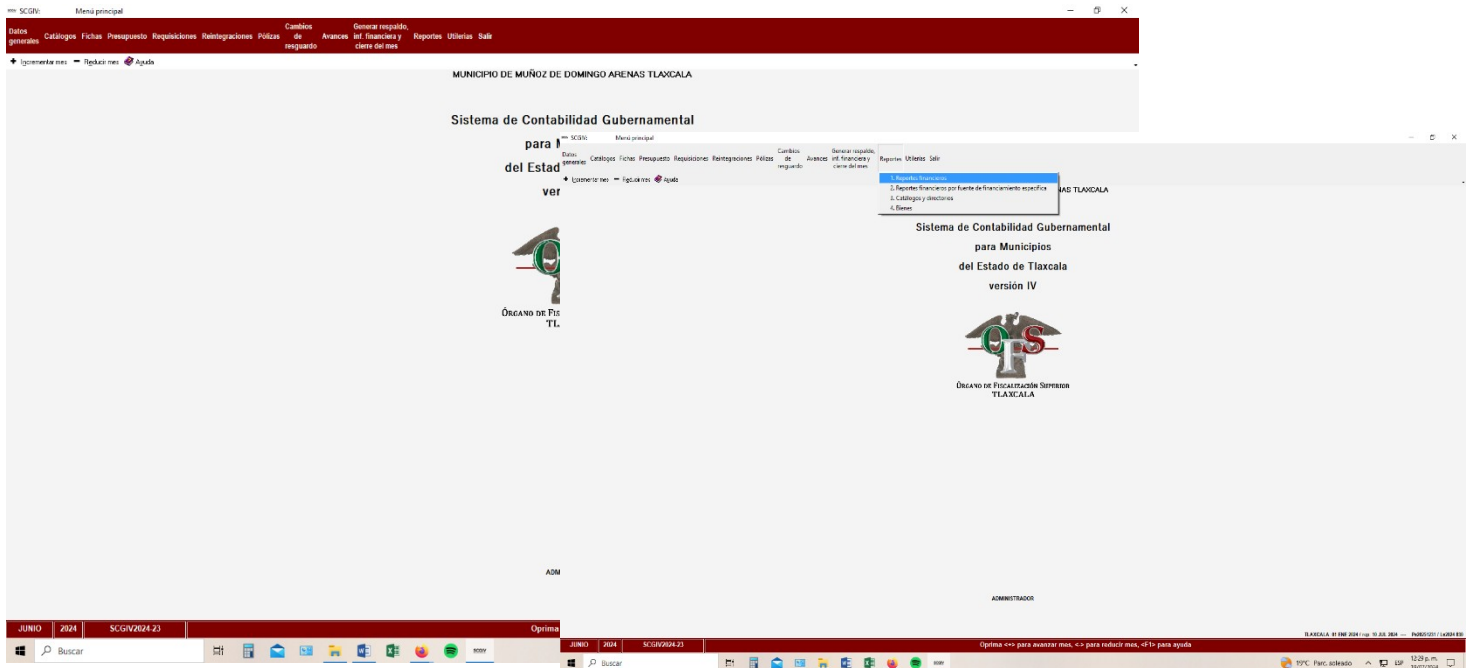 SCGIV: Menú principal
Datos generales Catálogos Fichas Presupuesto Requisiciones Reintegraciones Pólizas Cambios de resguardo Avances Generar respaldo, inf. financiera y cierre del mes Reportes Utilerias Salir
+ Incrementar mes - Reducir mes Ayuda
MUNICIPIO DE MUÑOZ DE DOMINGO ARENAS TLAXCALA
Sistema de Contabilidad Gubernamental
para M
del Estad
ver
ÓRGANO DE FIS
TL
ADM
JUNIO 2024 SCGIV2024-23 Oprima
Buscar
SCGIV: Menú principal
Datos generales Catálogos Fichas Presupuesto Requisiciones Reintegraciones Pólizas Cambios de resguardo Avances Generar respaldo, inf. financiera y cierre del mes Reportes Utilerias Salir
+ Incrementar mes - Reducir mes Ayuda
1. Reportes financieros
2. Reportes financieros por fuente de financiamiento especifica
3. Catálogos y directorios
4. Bienes
AS TLAXCALA
Sistema de Contabilidad Gubernamental
para Municipios
del Estado de Tlaxcala
versión IV
OFS
ÓRGANO DE FISCALIZACIÓN SUPERIOR
TLAXCALA
ADMINISTRADOR
JUNIO 2024 SCGIV2024-23 Oprima <+> para avanzar mes, <-> para reducir mes, <F1> para ayuda
Buscar
19°C Parc. soleado ESP 12:29 p. m.